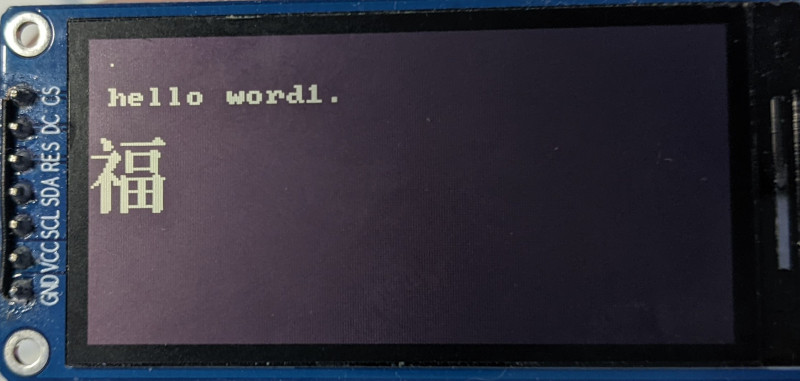 hello word1.
福
CS
DC
RES
SDA
SCL
VCC
GND